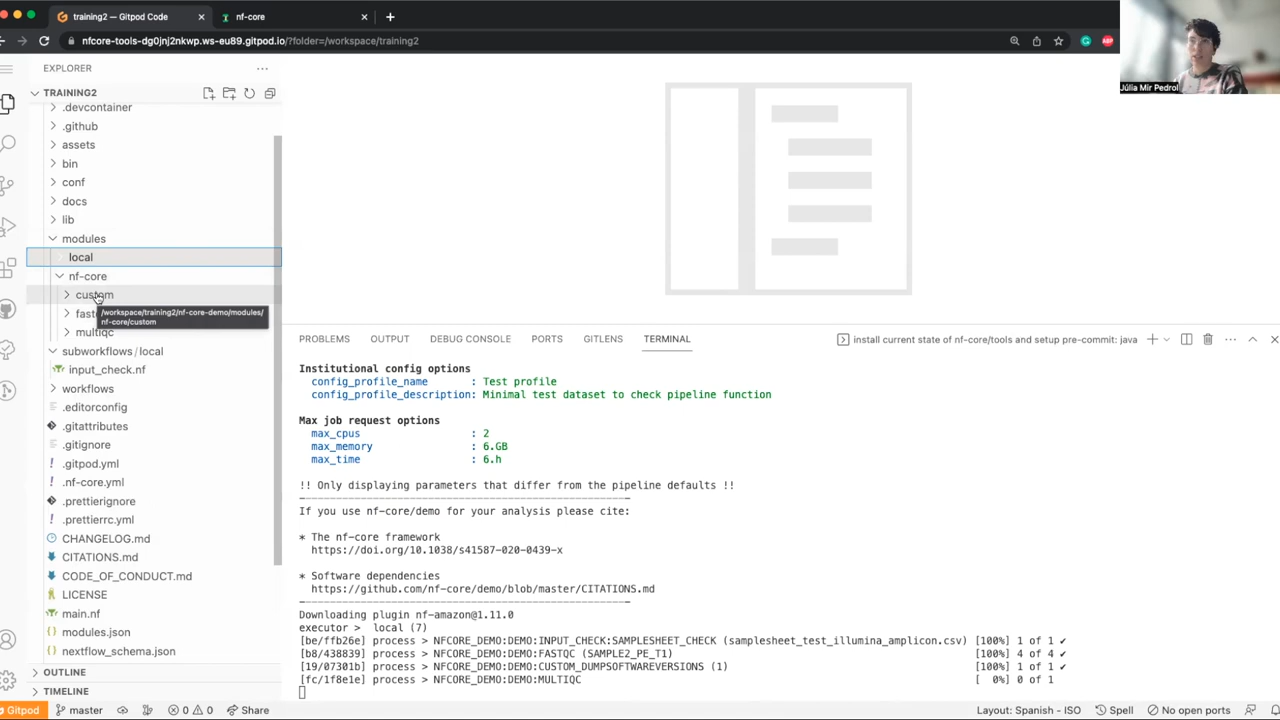 training2 — Gitpod Code
nf-core
nfcore-tools-dg0jnj2nkwp.ws-eu89.gitpod.io/?folder=/workspace/training2
ABP
Júlia Mir Pedrol
EXPLORER
TRAINING2
.devcontainer
.github
assets
bin
conf
docs
lib
modules
local
nf-core
custom
/workspace/training2/nf-core-demo/modules/
nf-core/custom
multiqc
subworkflows / local
input_check.nf
workflows
.editorconfig
.gitattributes
.gitignore
.gitpod.yml
.nf-core.yml
.prettierignore
.prettierrc.yml
CHANGELOG.md
CITATIONS.md
CODE_OF_CONDUCT.md
LICENSE
main.nf
modules.json
nextflow_schema.json
OUTLINE
TIMELINE
PROBLEMS OUTPUT DEBUG CONSOLE PORTS GITLENS TERMINAL
install current state of nf-core/tools and setup pre-commit: java
Institutional config options
config_profile_name : Test profile
config_profile_description: Minimal test dataset to check pipeline function
Max job request options
max_cpus : 2
max_memory : 6.GB
max_time : 6.h
!! Only displaying parameters that differ from the pipeline defaults !!
------------------------------------------------------
If you use nf-core/demo for your analysis please cite:
* The nf-core framework
https://doi.org/10.1038/s41587-020-0439-x
* Software dependencies
https://github.com/nf-core/demo/blob/master/CITATIONS.md
------------------------------------------------------
Downloading plugin nf-amazon@1.11.0
executor > local (7)
[be/ffb26e] process > NFCORE_DEMO:DEMO:INPUT_CHECK:SAMPLESHEET_CHECK (samplesheet_test_illumina_amplicon.csv) [100%] 1 of 1 ✔
[b8/438839] process > NFCORE_DEMO:DEMO:FASTQC (SAMPLE2_PE_T1) [100%] 4 of 4 ✔
[19/07301b] process > NFCORE_DEMO:DEMO:CUSTOM_DUMPSOFTWAREVERSIONS (1) [100%] 1 of 1 ✔
[fc/1f8e1e] process > NFCORE_DEMO:DEMO:MULTIQC [ 0%] 0 of 1
Gitpod master 0 0 Share Layout: Spanish - ISO Spell No open ports